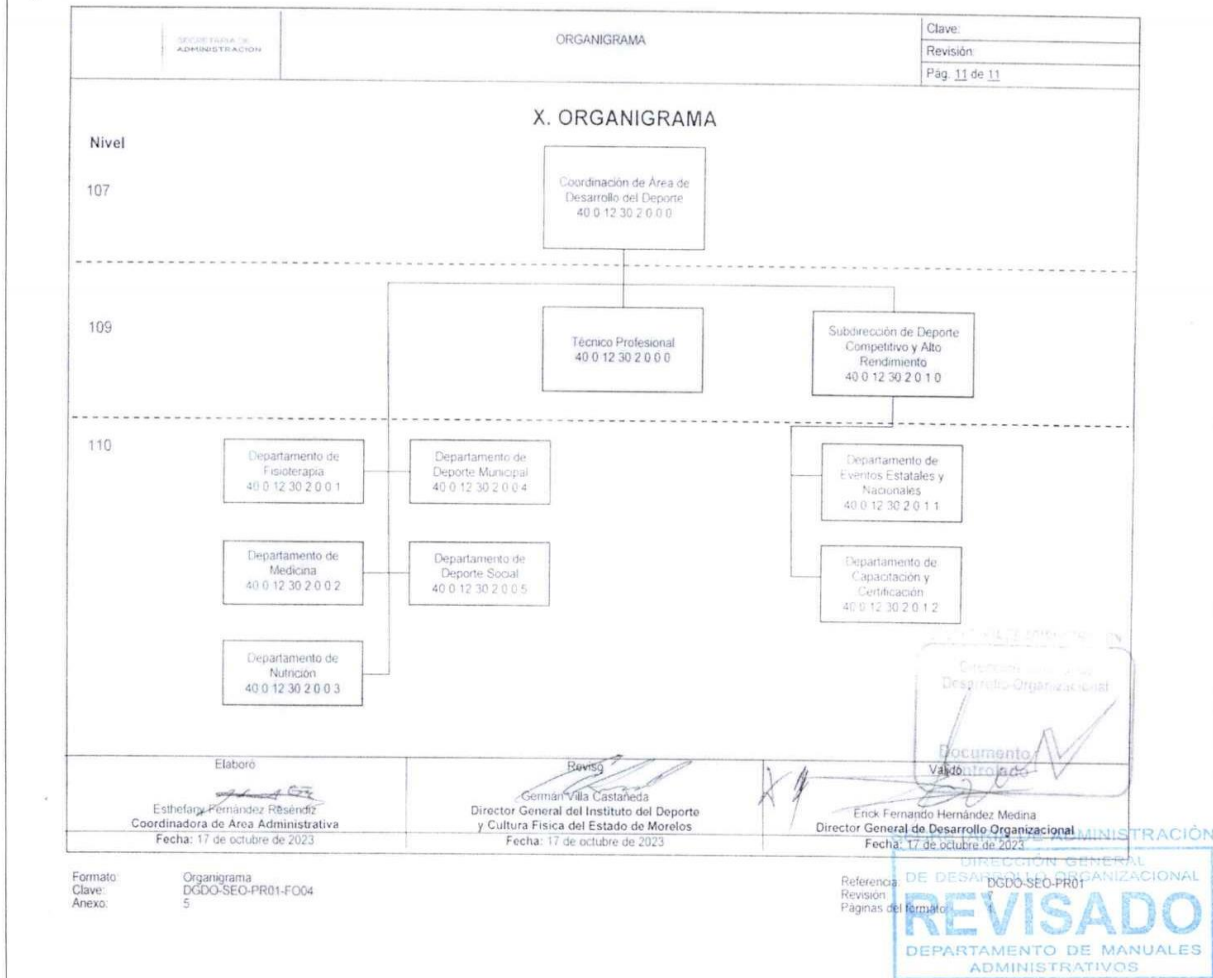 SECRETARIA DE
ADMINISTRACION
ORGANIGRAMA
Clave:
Revisión:
Pág. 11 de 11
X. ORGANIGRAMA
Nivel
107
Coordinación de Área de
Desarrollo del Deporte
40 0 12 30 2 0 0 0
109
Técnico Profesional
40 0 12 30 2 0 0 0
Subdirección de Deporte
Competitivo y Alto
Rendimiento
40 0 12 30 2 0 1 0
110
Departamento de
Fisioterapia
40 0 12 30 2 0 0 1
Departamento de
Deporte Municipal
40 0 12 30 2 0 0 4
Departamento de
Eventos Estatales y
Nacionales
40 0 12 30 2 0 1 1
Departamento de
Medicina
40 0 12 30 2 0 0 2
Departamento de
Deporte Social
40 0 12 30 2 0 0 5
Departamento de
Capacitación y
Certificación
40 0 12 30 2 0 1 2
Departamento de
Nutrición
40 0 12 30 2 0 0 3
Dirección
Desarrollo Organizacional
Documento
Controlado
Elaboró
Esthefany Fernández Reséndiz
Coordinadora de Área Administrativa
Fecha: 17 de octubre de 2023
Revisó
Germán Villa Castañeda
Director General del Instituto del Deporte
y Cultura Física del Estado de Morelos
Fecha: 17 de octubre de 2023
Validó
Erick Fernando Hernández Medina
Director General de Desarrollo Organizacional
Fecha: 17 de octubre de 2023
Formato: Organigrama
Clave: DGDO-SEO-PR01-FO04
Anexo: 5
Referencia: DGDO-SEO-PR01
Revisión
Páginas del formato:
ADMINISTRACIÓN
DIRECCIÓN GENERAL
DE DESARROLLO ORGANIZACIONAL
REVISADO
DEPARTAMENTO DE MANUALES
ADMINISTRATIVOS